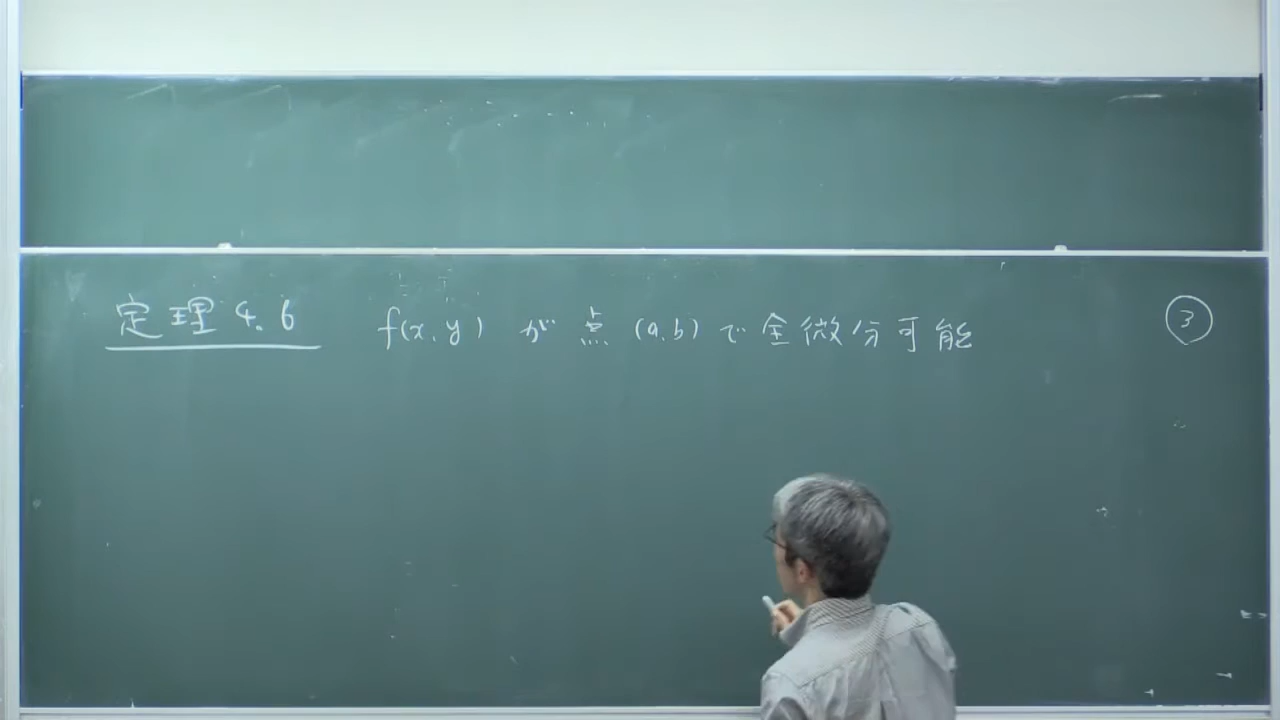 定理 4.6 f(x,y) が 点 (a,b) で全微分可能 ③